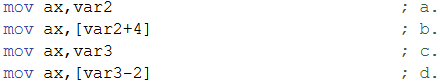 mov ax,var2 ; a.
mov ax,[var2+4] ; b.
mov ax,var3 ; c.
mov ax,[var3-2] ; d.